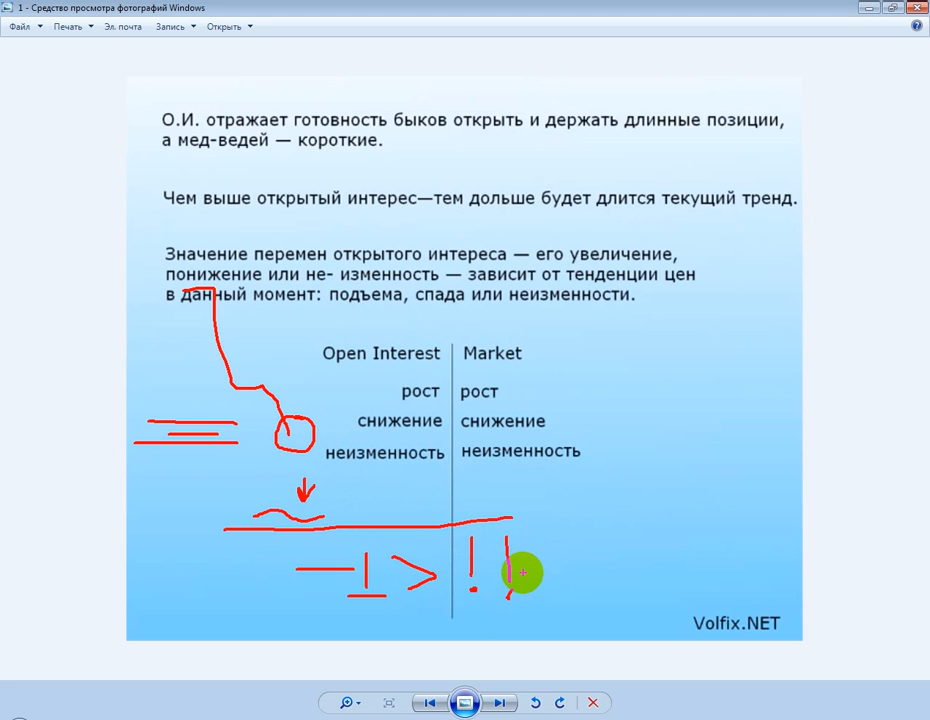 1 - Средство просмотра фотографий Windows
Файл Печать Эл. почта Запись Открыть
О.И. отражает готовность быков открыть и держать длинные позиции,
а мед-ведей — короткие.
Чем выше открытый интерес—тем дольше будет длится текущий тренд.
Значение перемен открытого интереса — его увеличение,
понижение или не- изменность — зависит от тенденции цен
в данный момент: подъема, спада или неизменности.
Open Interest Market
рост рост
снижение снижение
неизменность неизменность
-1 > ! !
Volfix.NET